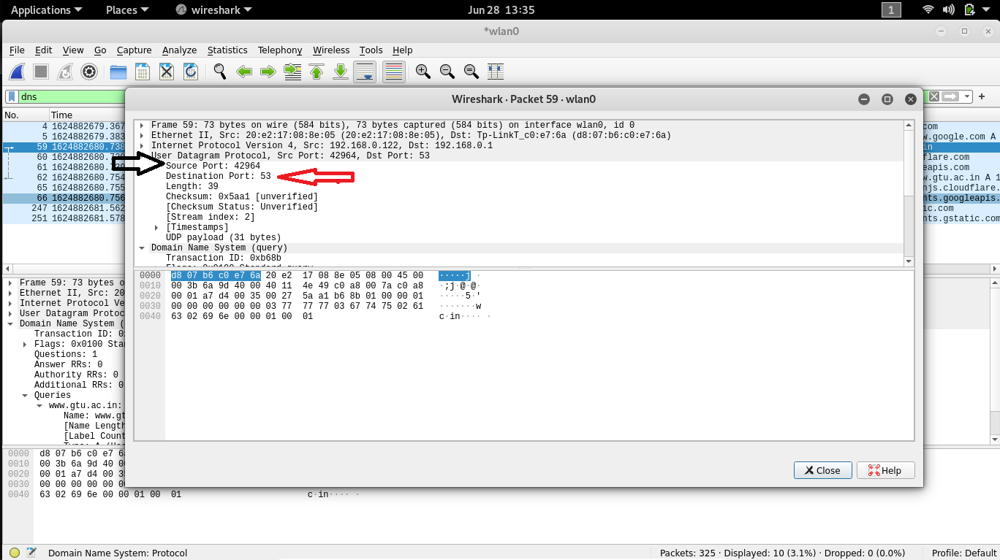 Applications Places wireshark Jun 28 13:35 1
*wlan0
File Edit View Go Capture Analyze Statistics Telephony Wireless Tools Help
dns
No. Time
4 1624882679.367
5 1624882679.383
59 1624882680.738
60
61
62 1624882680.754
65 1624882680.755
66 1624882680.756
247 1624882681.562
251 1624882681.578
com
w.google.com A
in
flare.com
eapis.com
w.gtu.ac.in A 1
njs.cloudflare.
nts.googleapis.
ic.com
nts.gstatic.com
Wireshark · Packet 59 · wlan0
Frame 59: 73 bytes on wire (584 bits), 73 bytes captured (584 bits) on interface wlan0, id 0
Ethernet II, Src: 20:e2:17:08:8e:05 (20:e2:17:08:8e:05), Dst: Tp-LinkT_c0:e7:6a (d8:07:b6:c0:e7:6a)
Internet Protocol Version 4, Src: 192.168.0.122, Dst: 192.168.0.1
User Datagram Protocol, Src Port: 42964, Dst Port: 53
Source Port: 42964
Destination Port: 53
Length: 39
Checksum: 0x5aa1 [unverified]
[Checksum Status: Unverified]
[Stream index: 2]
[Timestamps]
UDP payload (31 bytes)
Domain Name System (query)
Transaction ID: 0xb68b
0000 d8 07 b6 c0 e7 6a 20 e2 17 08 8e 05 08 00 45 00 ·····j ·
0010 00 3b 6a 9d 40 00 40 11 4e 49 c0 a8 00 7a c0 a8 ·;j·@·@·
0020 00 01 a7 d4 00 35 00 27 5a a1 b6 8b 01 00 00 01 ·····5·'
0030 00 00 00 00 00 00 03 77 77 77 03 67 74 75 02 61 ·······w
0040 63 02 69 6e 00 00 01 00 01 c·in···· ·
Close Help
Frame 59: 73 bytes o
Ethernet II, Src: 20
Internet Protocol Ve
User Datagram Protoc
Domain Name System (
Transaction ID: 0
Flags: 0x0100 Sta
Questions: 1
Answer RRs: 0
Authority RRs: 0
Additional RRs: 0
Queries
www.gtu.ac.in:
Name: www.gt
[Name Length
[Label Count
0000 d8 07 b6 c0 e7 6a
0010 00 3b 6a 9d 40 00
0020 00 01 a7 d4 00 35
0030 00 00 00 00 00 00
0040 63 02 69 6e 00 00 01 00 01 c·in···· ·
Domain Name System: Protocol Packets: 325 · Displayed: 10 (3.1%) · Dropped: 0 (0.0%) Profile: Default